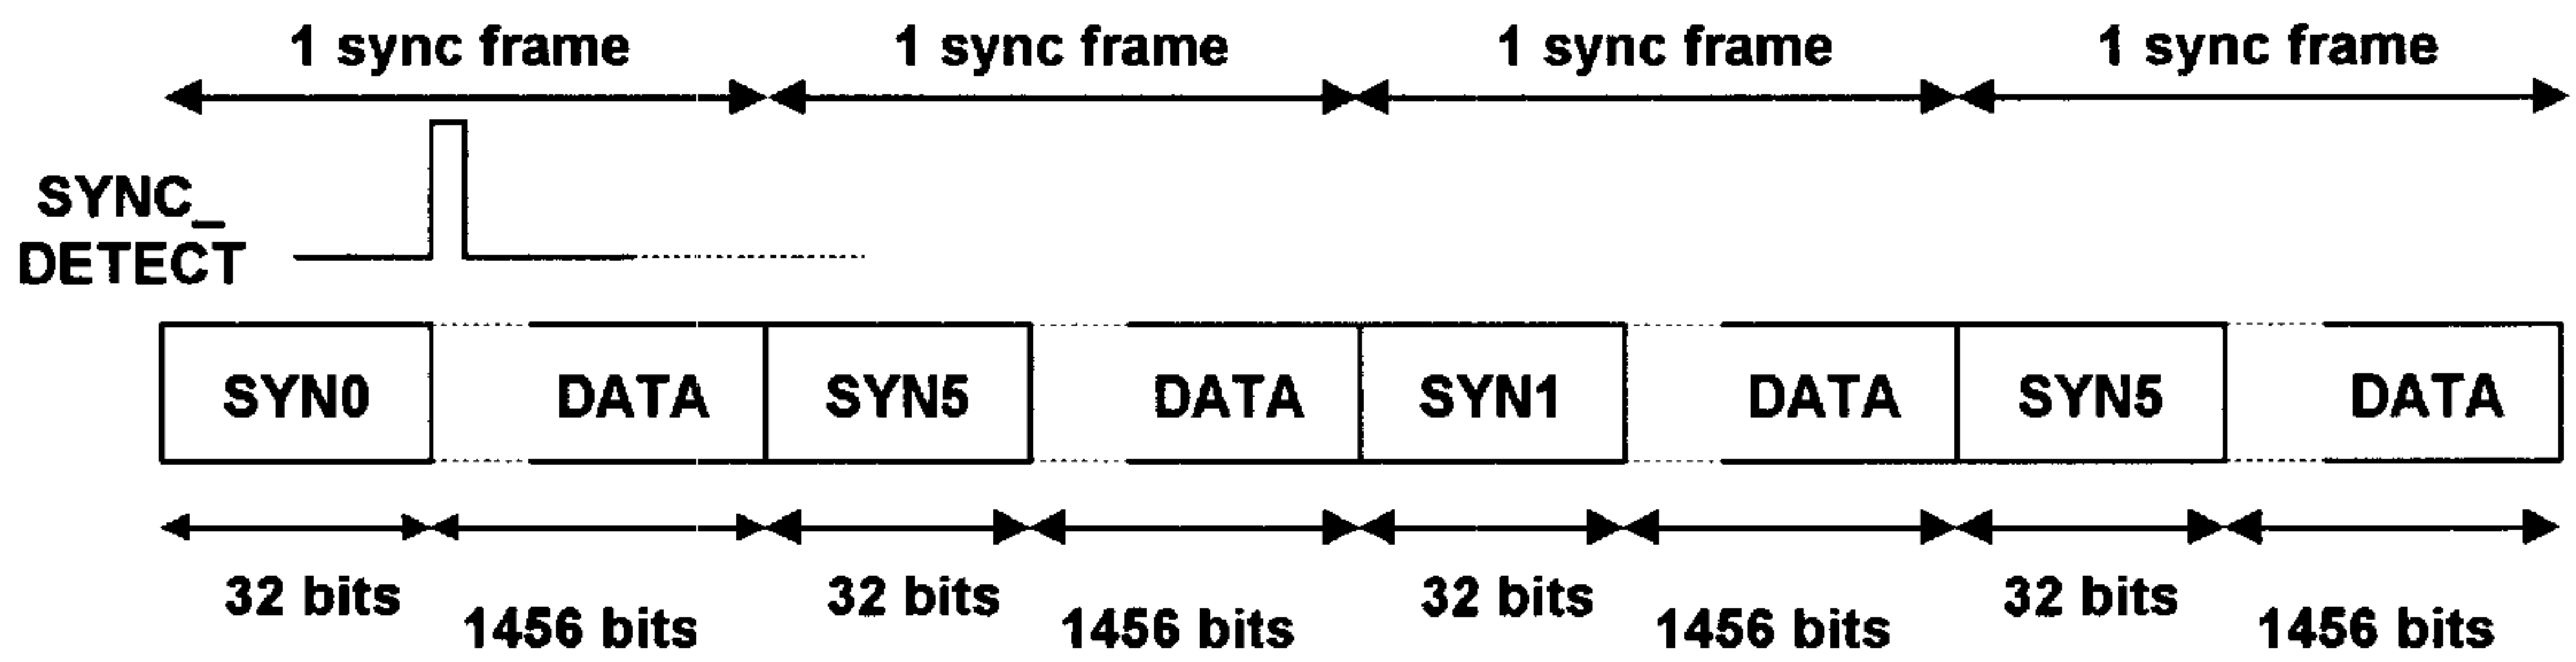 1 sync frame 1 sync frame 1 sync frame 1 sync frame
SYNC_
DETECT
SYN0 DATA SYN5 DATA SYN1 DATA SYN5 DATA
32 bits 1456 bits 32 bits 1456 bits 32 bits 1456 bits 32 bits 1456 bits